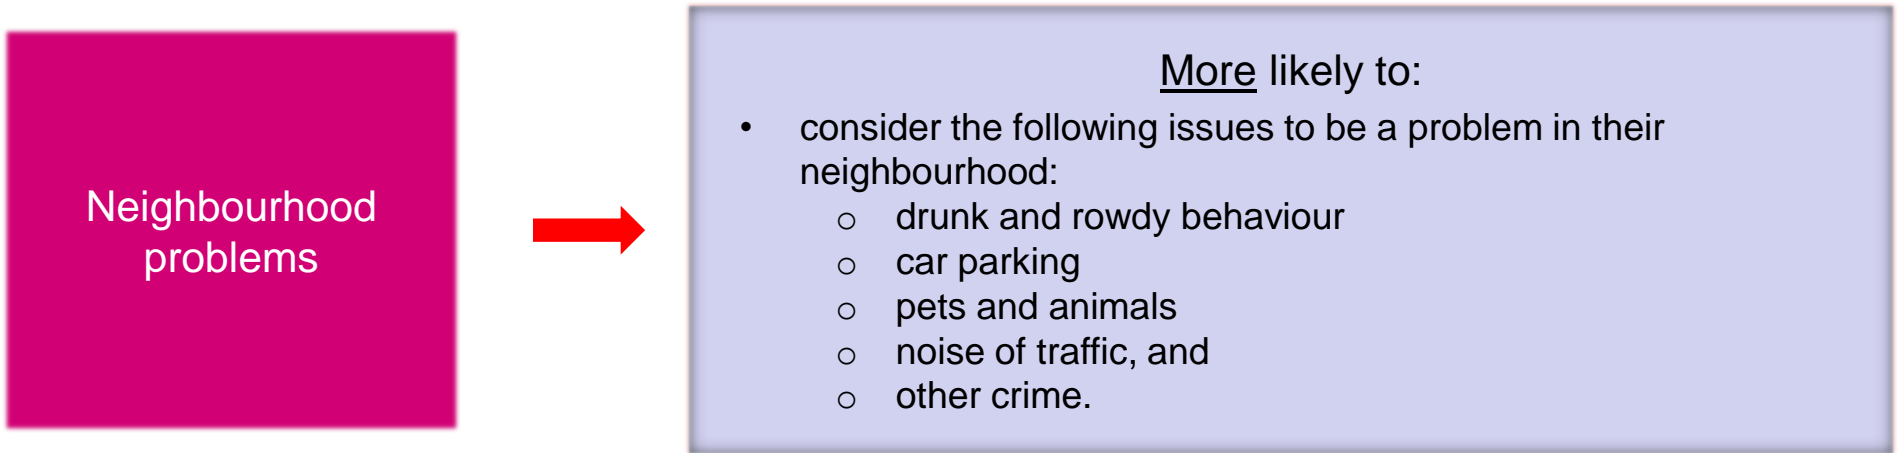 Neighbourhood
problems
More likely to:
• consider the following issues to be a problem in their
neighbourhood:
o drunk and rowdy behaviour
o car parking
o pets and animals
o noise of traffic, and
o other crime.